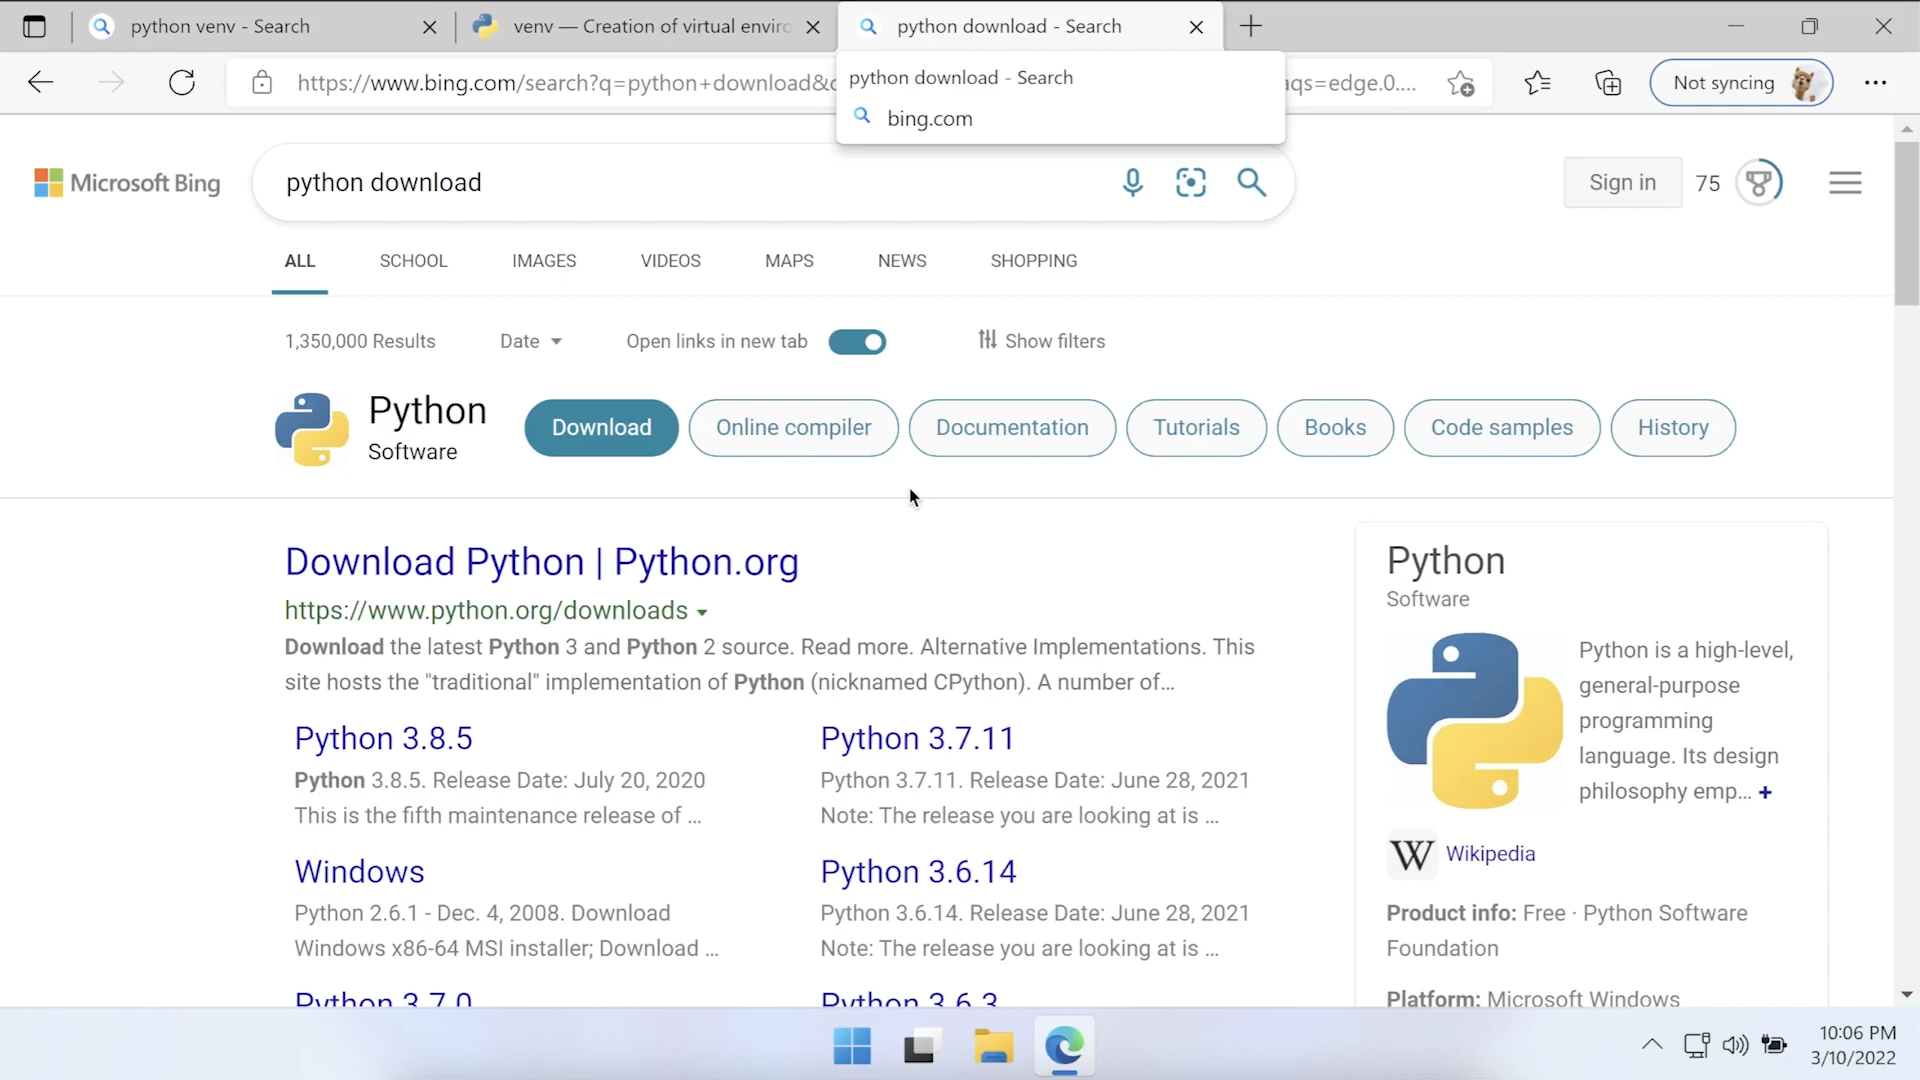 python venv - Search
venv — Creation of virtual enviro
python download - Search
https://www.bing.com/search?q=python+download&
aqs=edge.0....
Not syncing
python download - Search
bing.com
Microsoft Bing
python download
Sign in
75
ALL
SCHOOL
IMAGES
VIDEOS
MAPS
NEWS
SHOPPING
1,350,000 Results
Date
Open links in new tab
Show filters
Python
Software
Download
Online compiler
Documentation
Tutorials
Books
Code samples
History
Download Python | Python.org
https://www.python.org/downloads
Download the latest Python 3 and Python 2 source. Read more. Alternative Implementations. This
site hosts the "traditional" implementation of Python (nicknamed CPython). A number of...
Python 3.8.5
Python 3.8.5. Release Date: July 20, 2020
This is the fifth maintenance release of ...
Python 3.7.11
Python 3.7.11. Release Date: June 28, 2021
Note: The release you are looking at is ...
Windows
Python 2.6.1 - Dec. 4, 2008. Download
Windows x86-64 MSI installer; Download ...
Python 3.6.14
Python 3.6.14. Release Date: June 28, 2021
Note: The release you are looking at is ...
Python 3.7.0
Python 3.6.3
Python
Software
Python is a high-level,
general-purpose
programming
language. Its design
philosophy emp... +
W Wikipedia
Product info: Free · Python Software
Foundation
Platform: Microsoft Windows
10:06 PM
3/10/2022